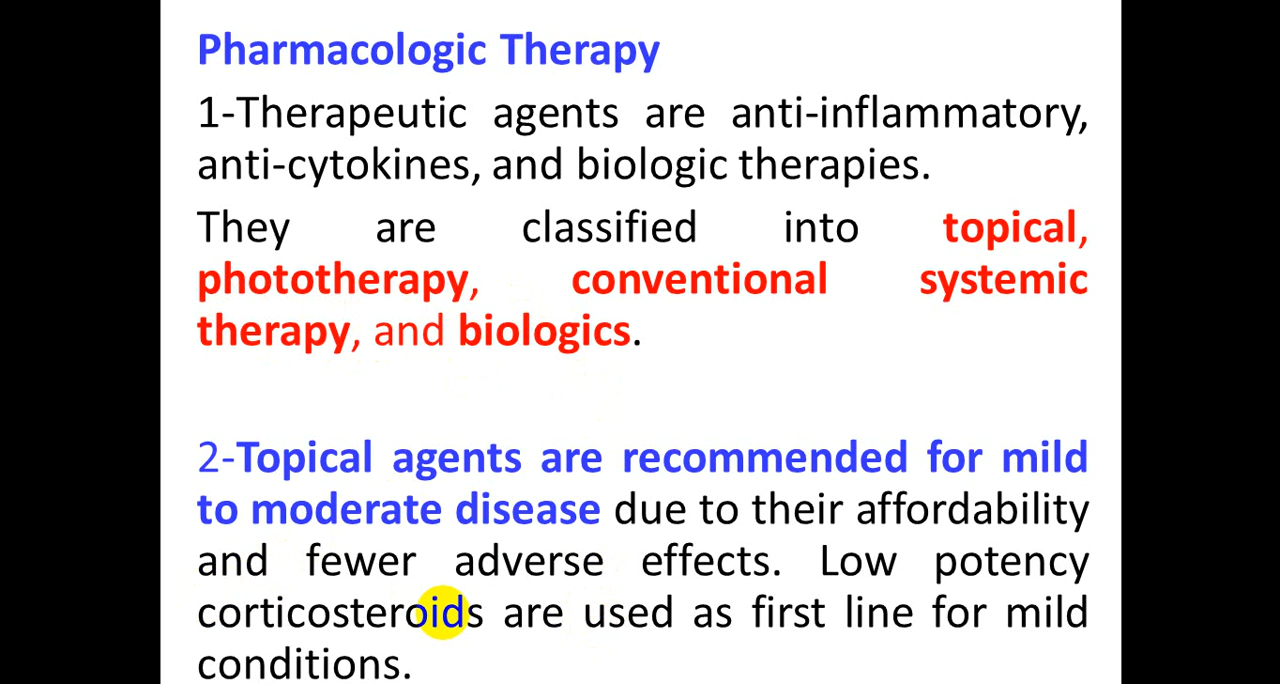 Pharmacologic Therapy
1-Therapeutic agents are anti-inflammatory,
anti-cytokines, and biologic therapies.
They are classified into topical,
phototherapy, conventional systemic
therapy, and biologics.
2-Topical agents are recommended for mild
to moderate disease due to their affordability
and fewer adverse effects. Low potency
corticosteroids are used as first line for mild
conditions.